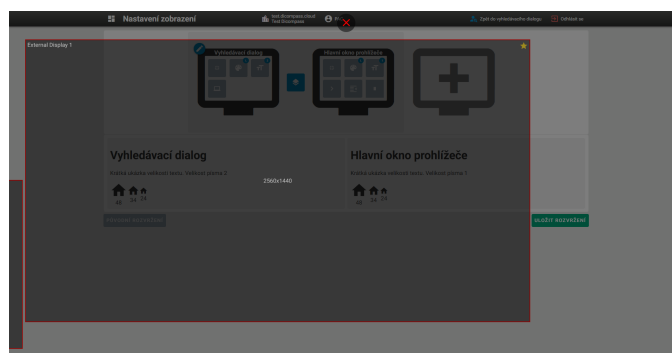 Nastavení zobrazení
test dicompass.cloud
Test Dicompass
Zpět do vyhledávacího dialogu
Odhlásit se
External Display 1
Vyhledávací dialog
Hlavní okno prohlížeče
Vyhledávací dialog
Krátká ukázka velikosti textu. Velikost písma 2
48 34 24
Hlavní okno prohlížeče
Krátká ukázka velikosti textu. Velikost písma 1
48 34 24
2560x1440
ULOŽIT ROZVRŽENÍ